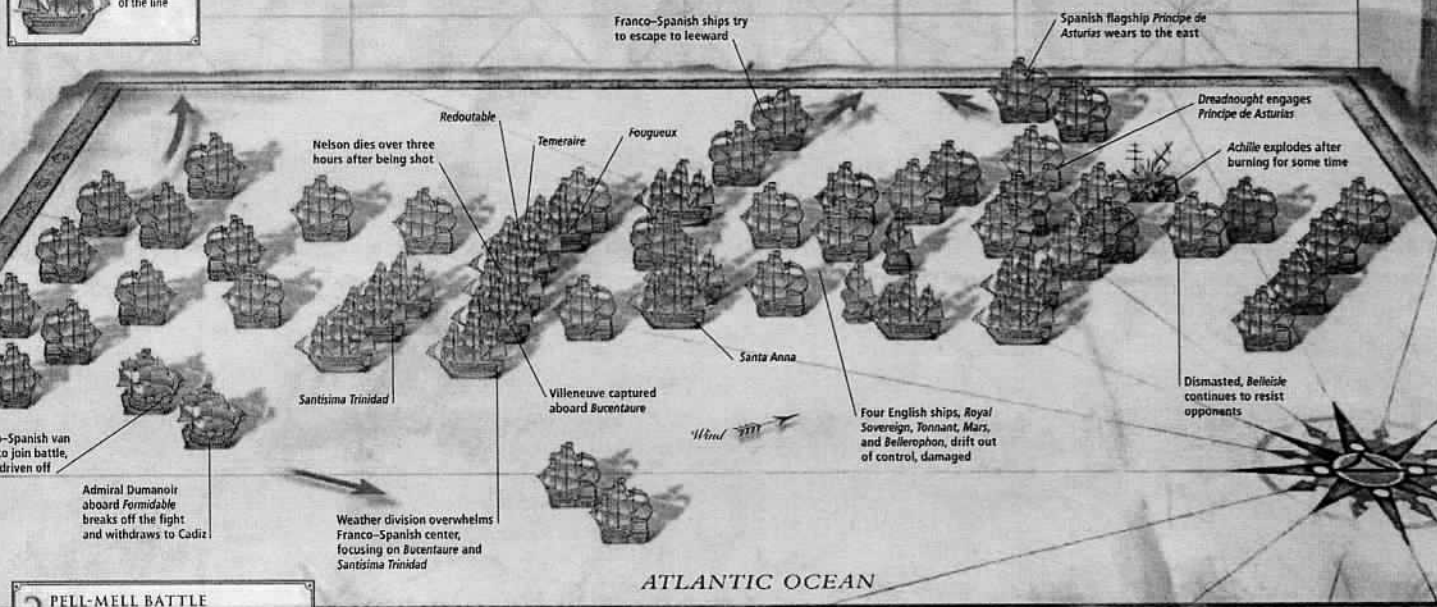 of the line
Franco–Spanish ships try
to escape to leeward
Spanish flagship Principe de
Asturias wears to the east
Redoutable
Temeraire
Fougueux
Nelson dies over three
hours after being shot
Dreadnought engages
Principe de Asturias
Achille explodes after
burning for some time
Santa Anna
Santisima Trinidad
Villeneuve captured
aboard Bucentaure
Wind
Four English ships, Royal
Sovereign, Tonnant, Mars,
and Bellerophon, drift out
of control, damaged
Dismasted, Belleisle
continues to resist
opponents
–Spanish van
to join battle,
driven off
Admiral Dumanoir
aboard Formidable
breaks off the fight
and withdraws to Cadiz
Weather division overwhelms
Franco–Spanish center,
focusing on Bucentaure and
Santisima Trinidad
ATLANTIC OCEAN
PELL-MELL BATTLE